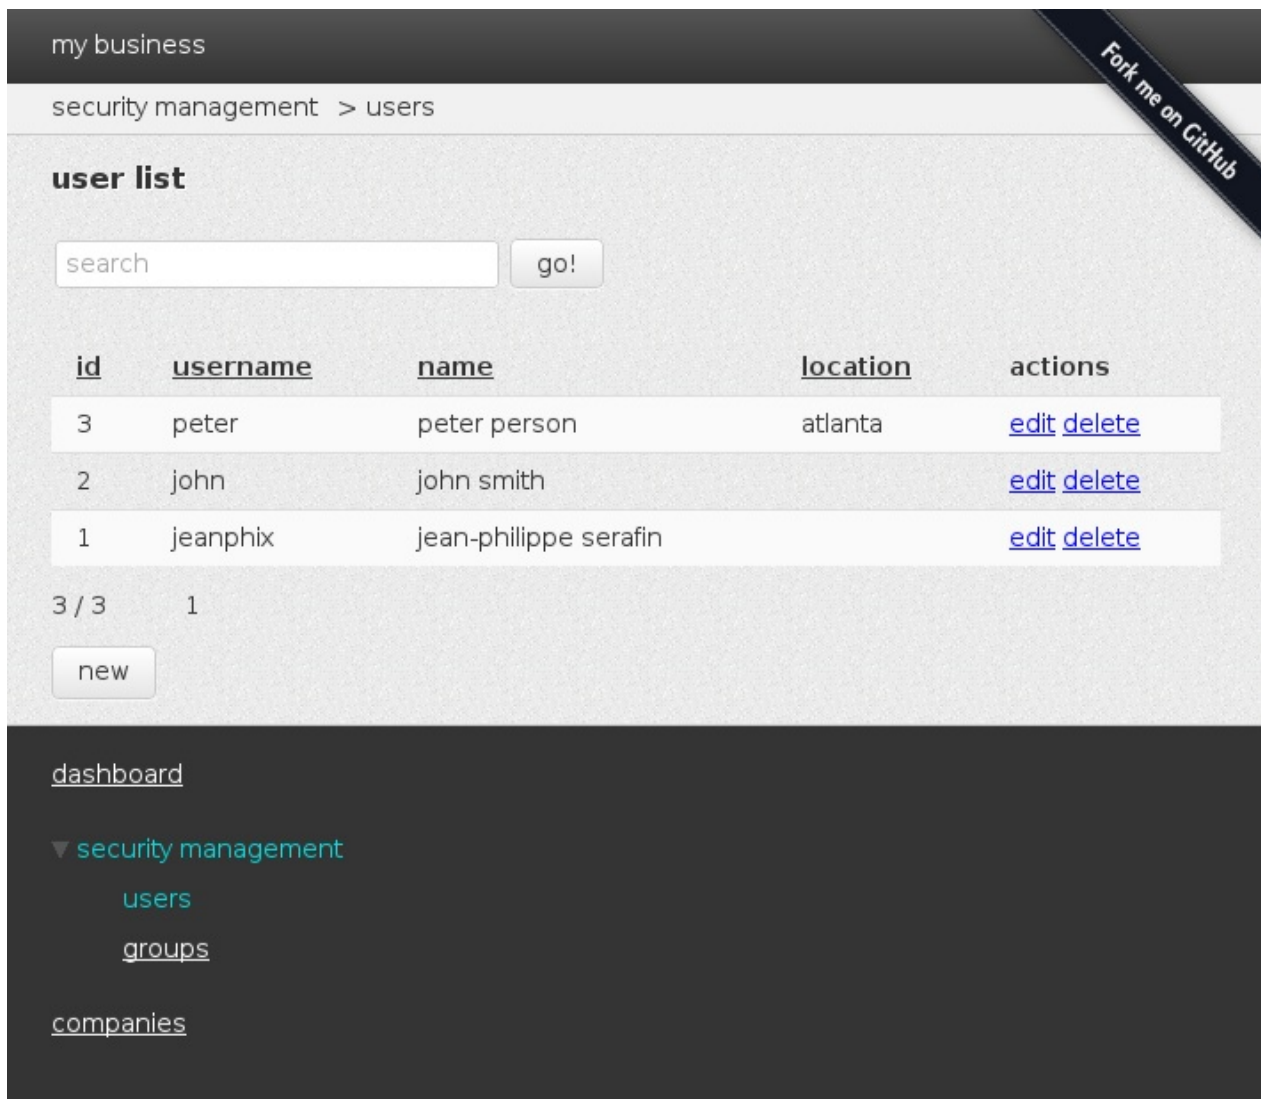 my business
Fork me on GitHub
security management > users
user list
search go!
id username name location actions
3 peter peter person atlanta edit delete
2 john john smith edit delete
1 jeanphix jean-philippe serafin edit delete
3 / 3 1
new
dashboard
▼ security management
users
groups
companies